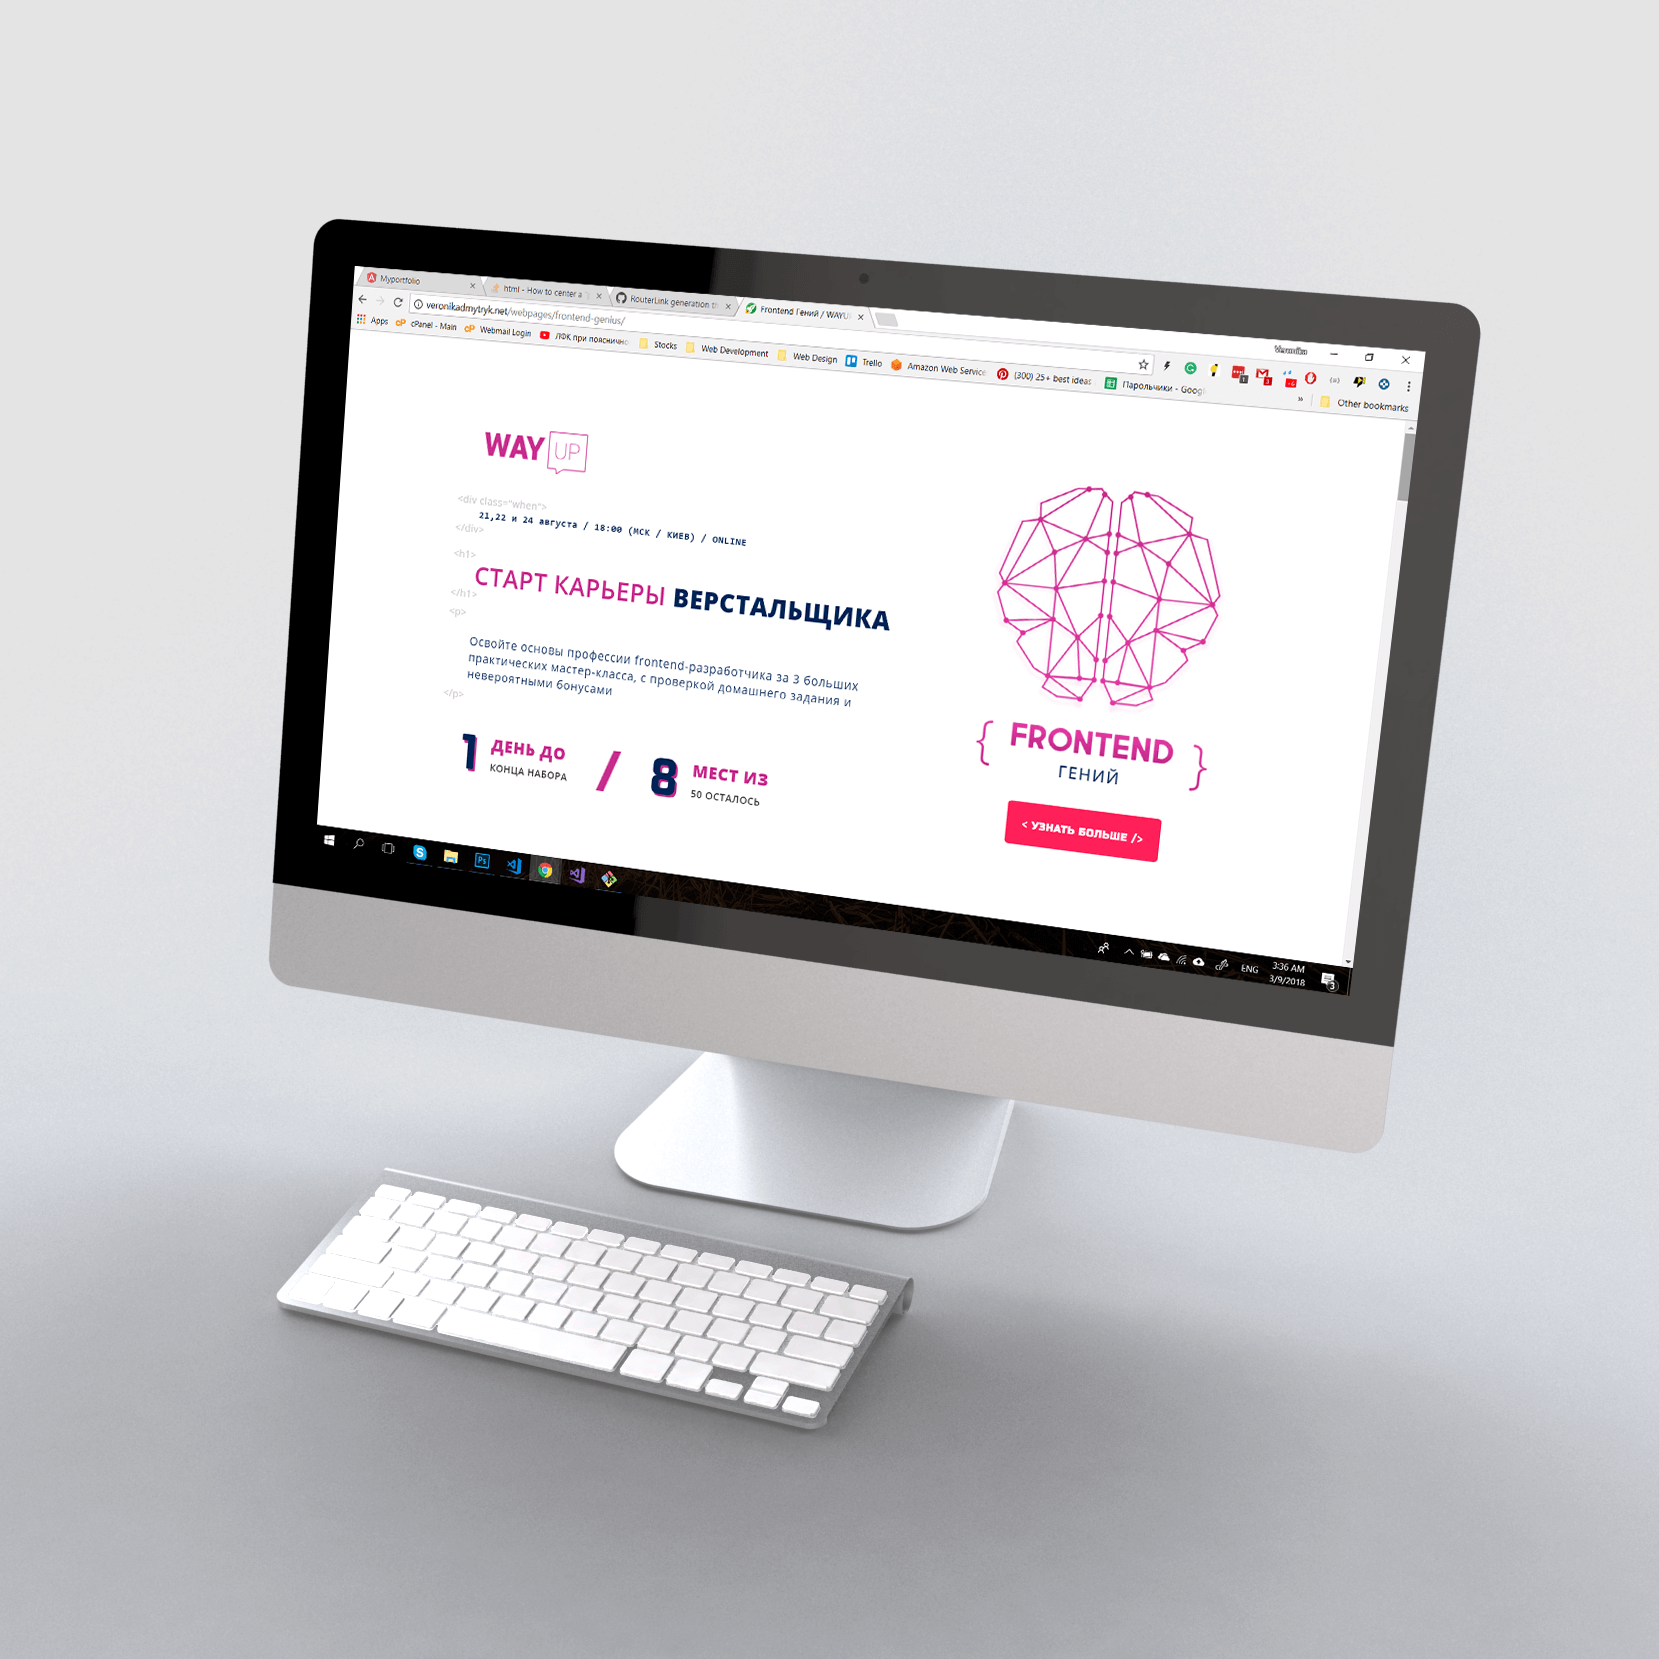 Myportfolio
html - How to center a
RouterLink generation
Frontend Гений / WAYU
veronikadmytryk.net/webpages/frontend-genius/
Apps
cPanel - Main
Webmail Login
ЛФК при пояснично
Stocks
Web Development
Web Design
Trello
Amazon Web Service
(300) 25+ best ideas
Парольчики - Googl
Other bookmarks
WAY UP
<div class="when">
21,22 и 24 августа / 18:00 (МСК / КИЕВ) / ONLINE
</div>
<h1>
СТАРТ КАРЬЕРЫ ВЕРСТАЛЬЩИКА
</h1>
<p>
Освойте основы профессии frontend-разработчика за 3 больших
практических мастер-класса, с проверкой домашнего задания и
невероятными бонусами
</p>
1 ДЕНЬ ДО
КОНЦА НАБОРА
/
8 МЕСТ ИЗ
50 ОСТАЛОСЬ
{ FRONTEND }
ГЕНИЙ
< УЗНАТЬ БОЛЬШЕ />
Ps
ENG
3:36 AM
3/9/2018
3